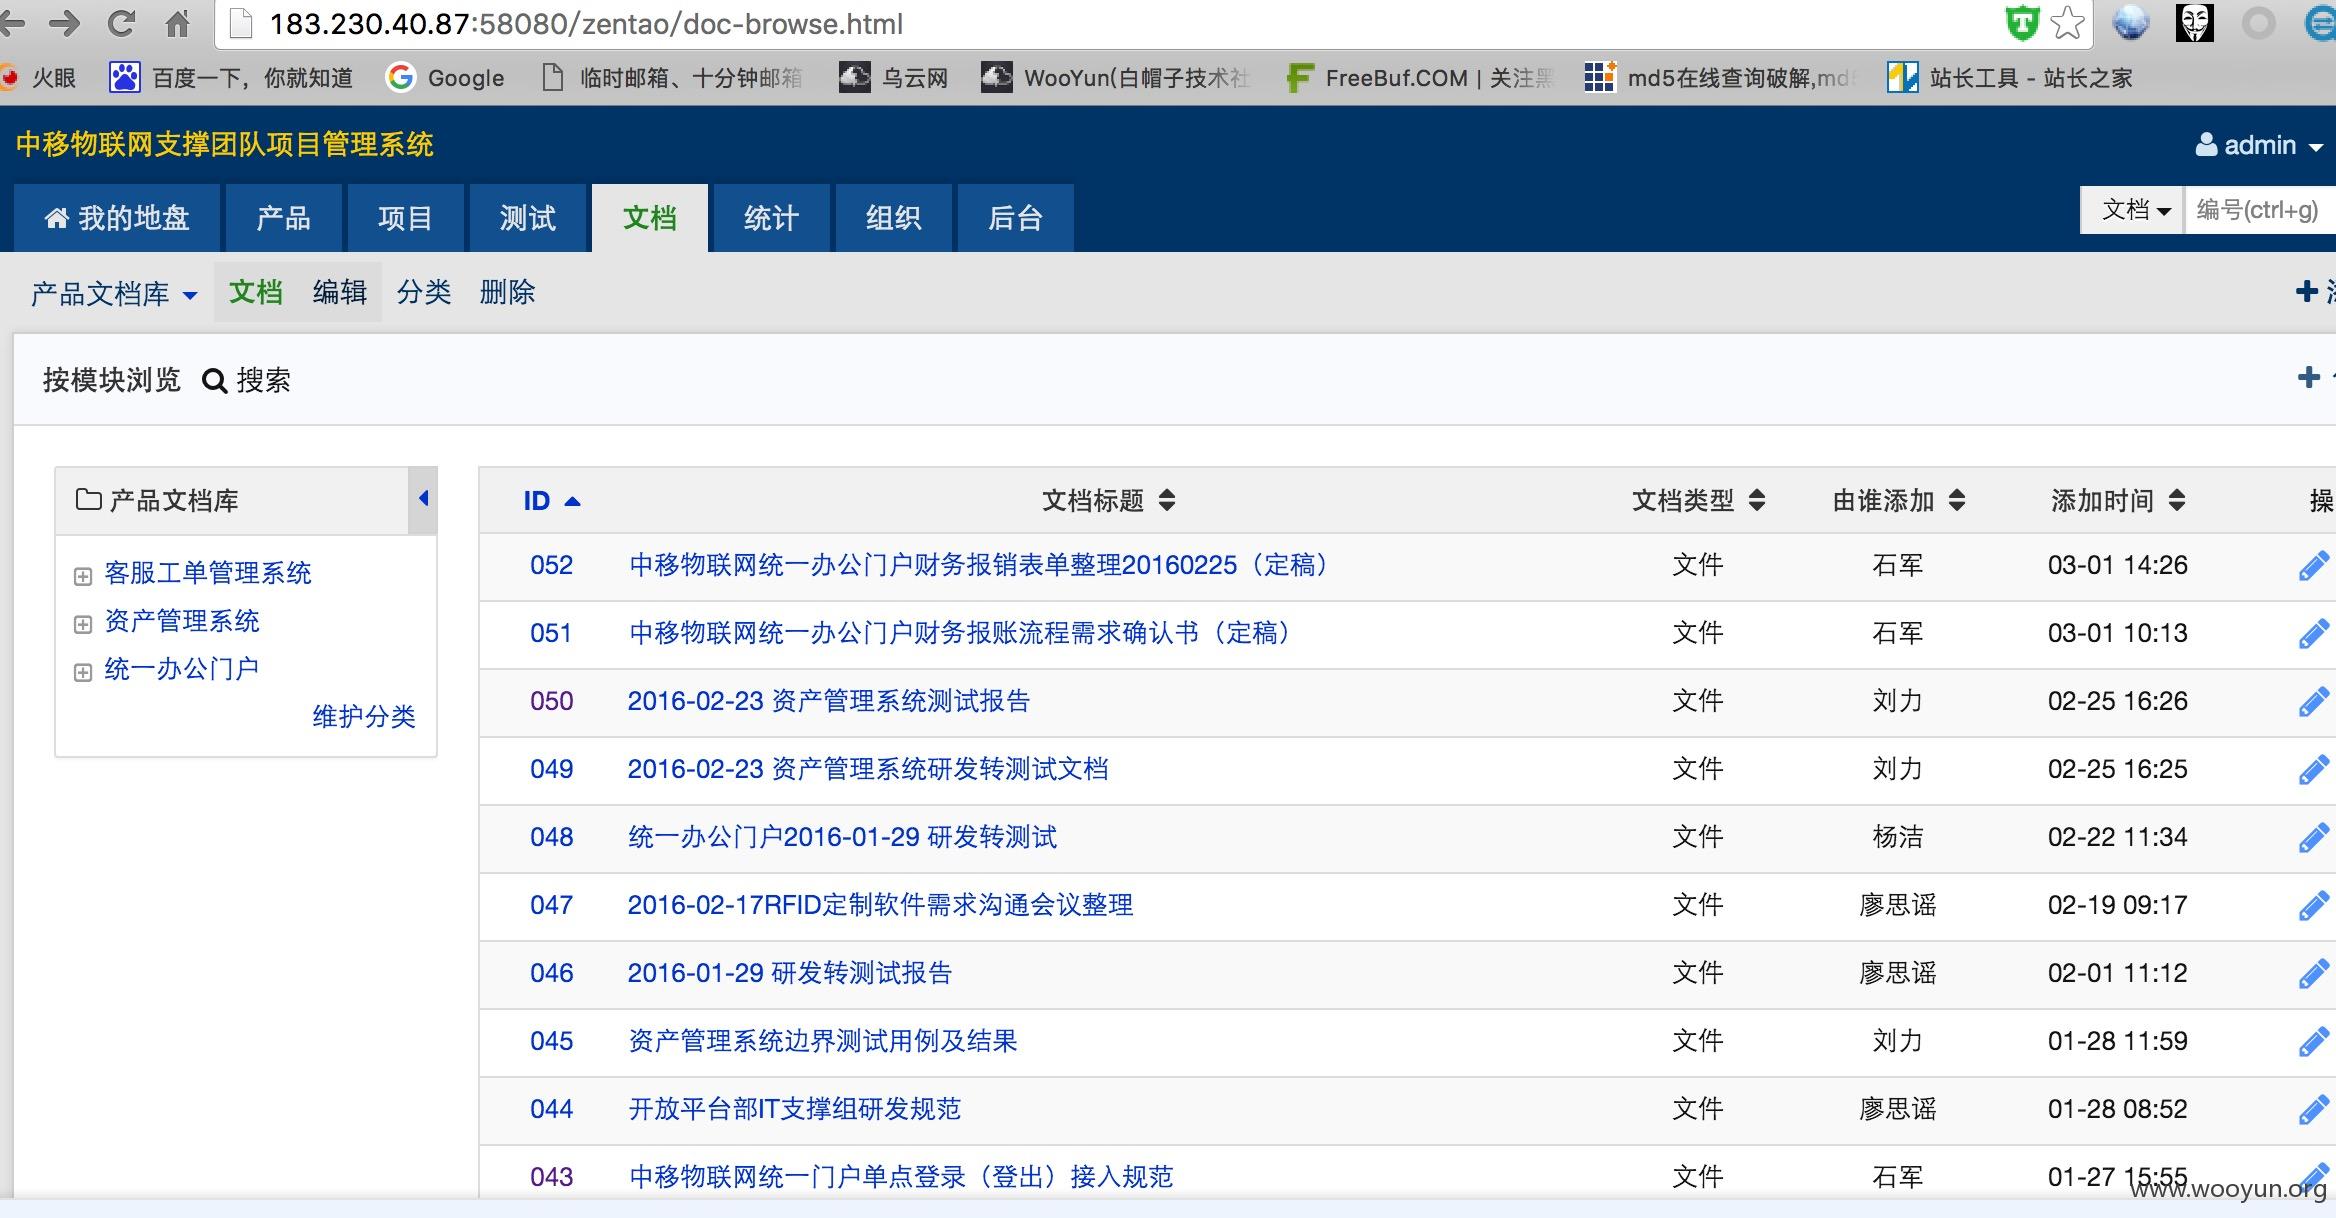 183.230.40.87:58080/zentao/doc-browse.html
火眼 百度一下，你就知道 Google 临时邮箱、十分钟邮箱 乌云网 WooYun(白帽子技术社 FreeBuf.COM | 关注黑 md5在线查询破解,md5 站长工具 - 站长之家
中移物联网支撑团队项目管理系统 admin
我的地盘 产品 项目 测试 文档 统计 组织 后台 文档 编号(ctrl+g)
产品文档库 文档 编辑 分类 删除
按模块浏览 搜索
产品文档库
客服工单管理系统
资产管理系统
统一办公门户
维护分类
ID 文档标题 文档类型 由谁添加 添加时间 操
052 中移物联网统一办公门户财务报销表单整理20160225（定稿） 文件 石军 03-01 14:26
051 中移物联网统一办公门户财务报账流程需求确认书（定稿） 文件 石军 03-01 10:13
050 2016-02-23 资产管理系统测试报告 文件 刘力 02-25 16:26
049 2016-02-23 资产管理系统研发转测试文档 文件 刘力 02-25 16:25
048 统一办公门户2016-01-29 研发转测试 文件 杨洁 02-22 11:34
047 2016-02-17RFID定制软件需求沟通会议整理 文件 廖思谣 02-19 09:17
046 2016-01-29 研发转测试报告 文件 廖思谣 02-01 11:12
045 资产管理系统边界测试用例及结果 文件 刘力 01-28 11:59
044 开放平台部IT支撑组研发规范 文件 廖思谣 01-28 08:52
043 中移物联网统一门户单点登录（登出）接入规范 文件 石军 01-27 15:55
www.wooyun.org